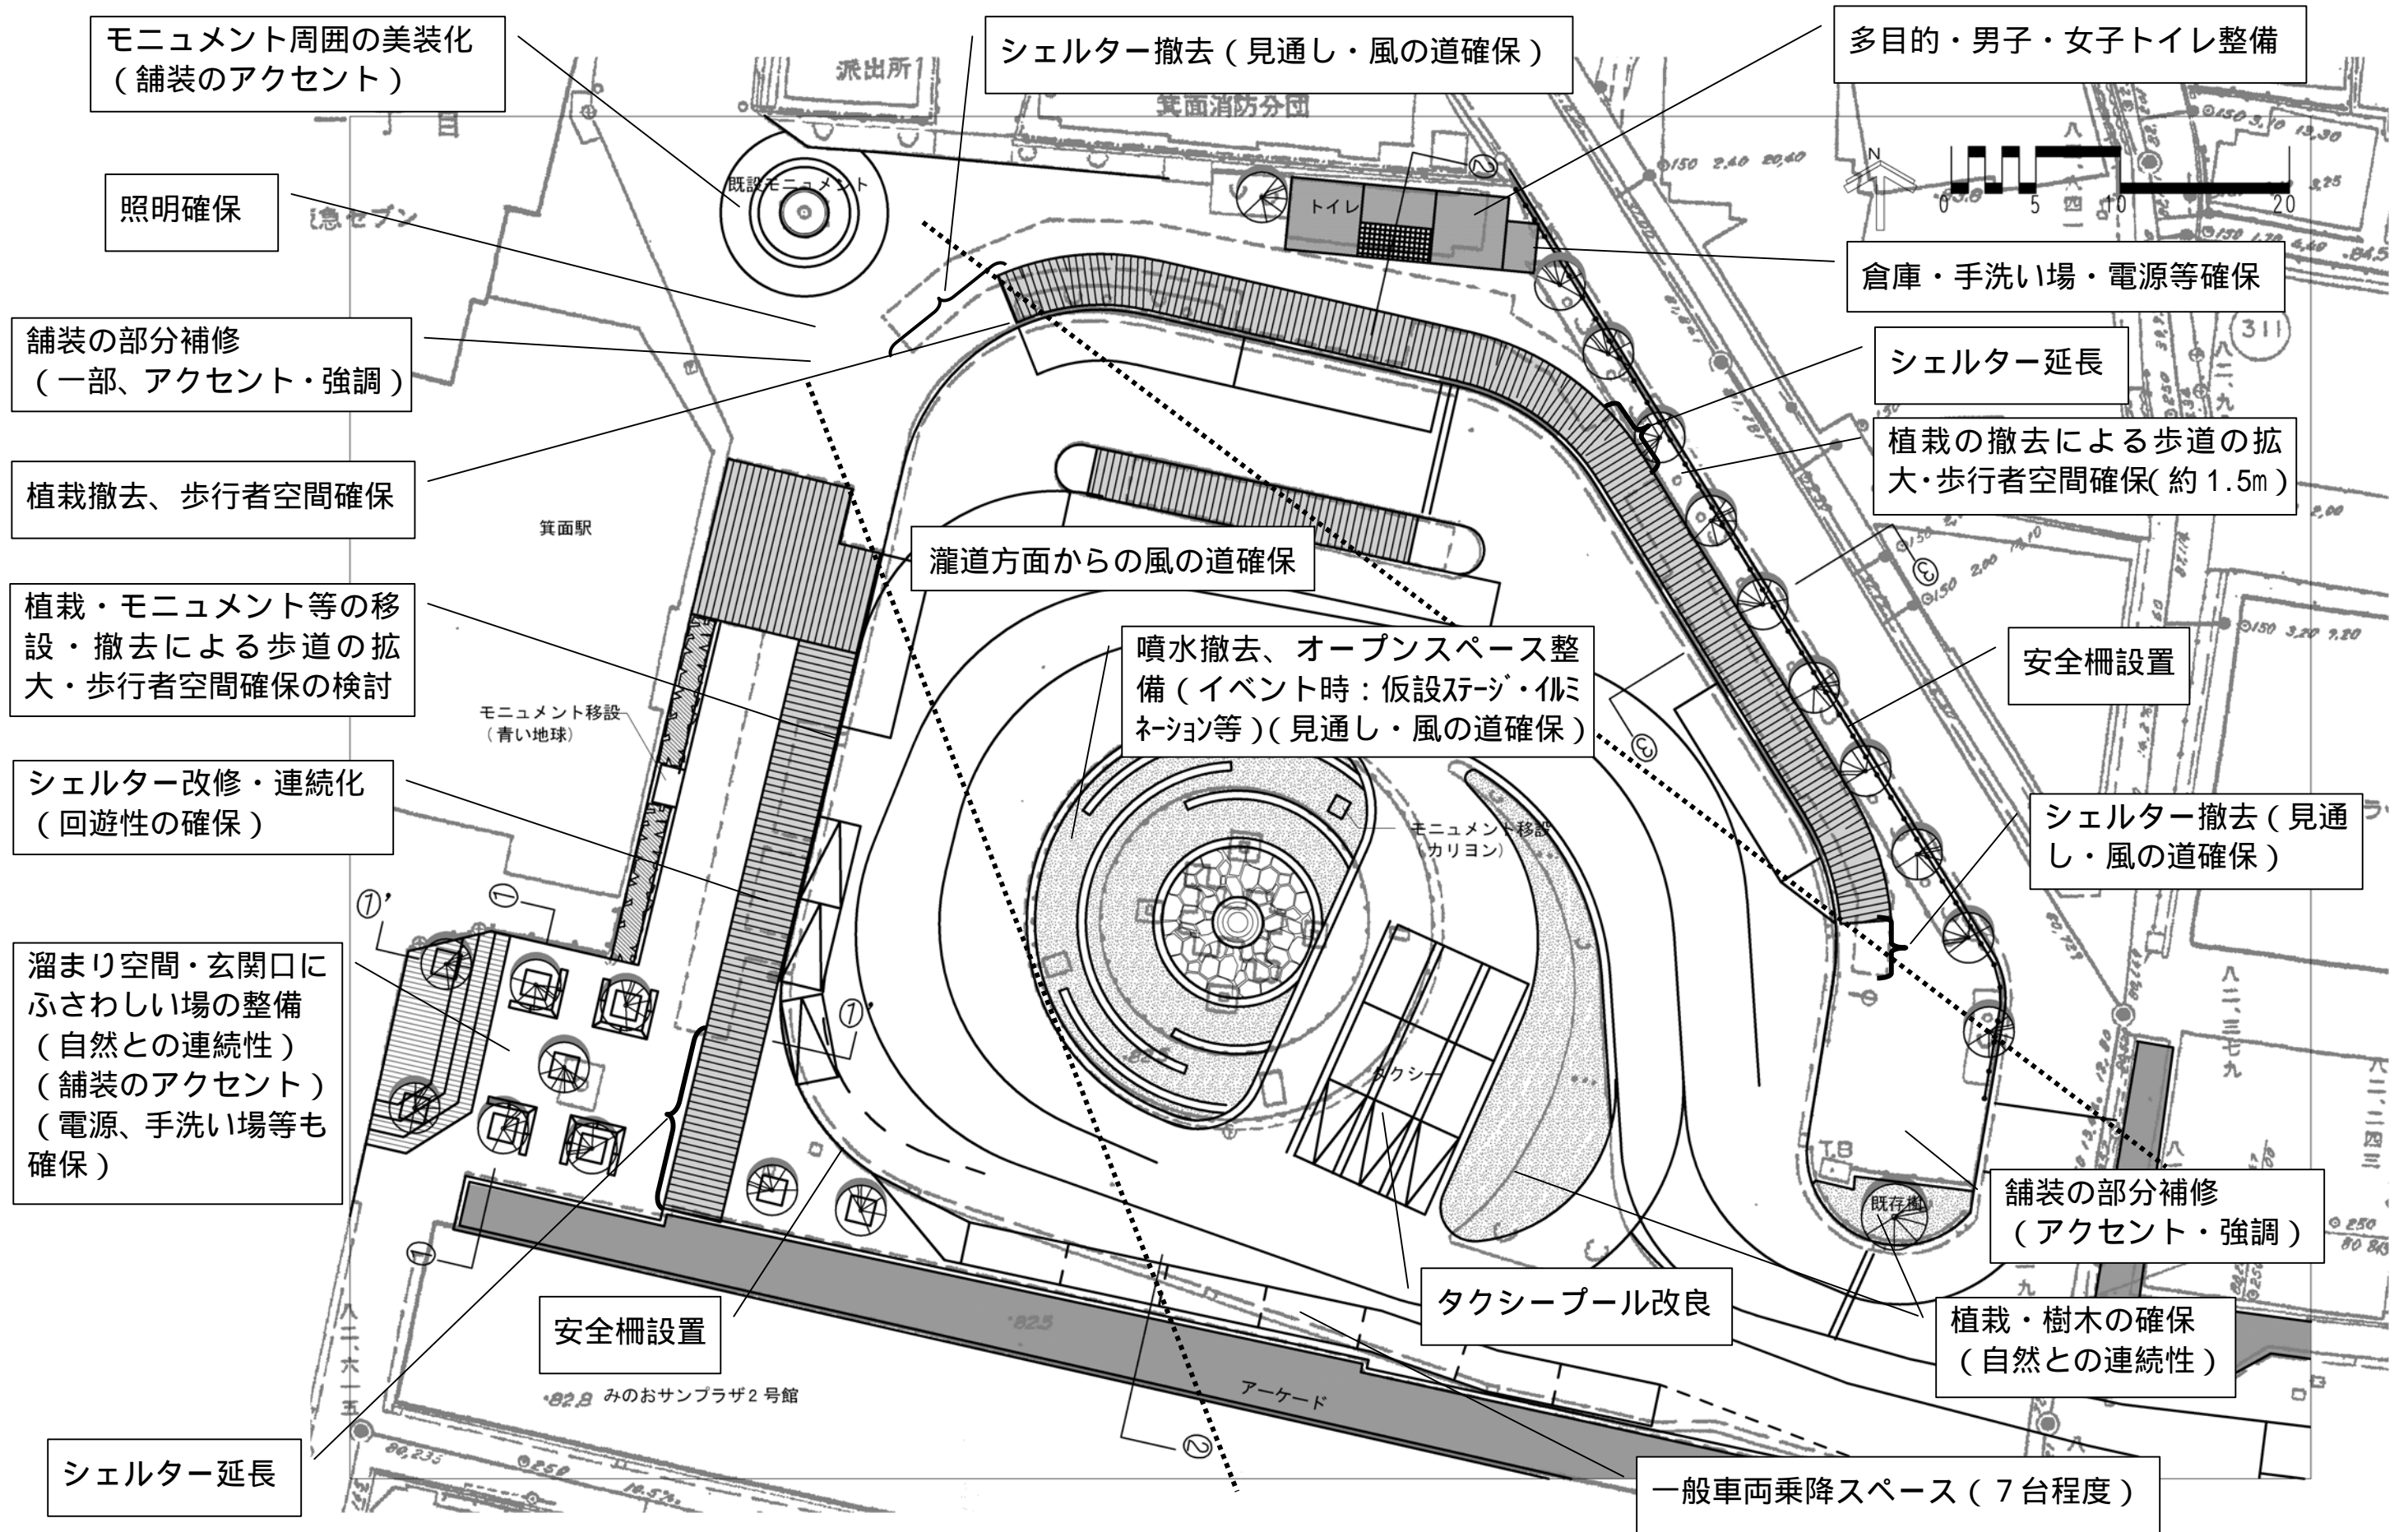 モニュメント周囲の美装化
(舗装のアクセント)
シェルター撤去(見通し・風の道確保)
多目的・男子・女子トイレ整備
派出所
箕面消防分団
照明確保
既設モニュメント
トイレ
N
0
5
10
20
倉庫・手洗い場・電源等確保
舗装の部分補修
(一部、アクセント・強調)
シェルター延長
311
植栽の撤去による歩道の拡
大・歩行者空間確保(約1.5m)
植栽撤去、歩行者空間確保
箕面駅
瀧道方面からの風の道確保
植栽・モニュメント等の移
設・撤去による歩道の拡
大・歩行者空間確保の検討
噴水撤去、オープンスペース整
備(イベント時:仮設ステージ・イルミ
ネーション等)(見通し・風の道確保)
安全柵設置
モニュメント移設
(青い地球)
シェルター改修・連続化
(回遊性の確保)
モニュメント移設
(カリヨン)
シェルター撤去(見通
し・風の道確保)
溜まり空間・玄関口に
ふさわしい場の整備
(自然との連続性)
(舗装のアクセント)
(電源、手洗い場等も
確保)
タクシー
T.B
既存樹
舗装の部分補修
(アクセント・強調)
タクシープール改良
安全柵設置
植栽・樹木の確保
(自然との連続性)
82.5
82.8
みのおサンプラザ2号館
アーケード
シェルター延長
一般車両乗降スペース(7台程度)
①
①
①'
①'
②
②
③
③